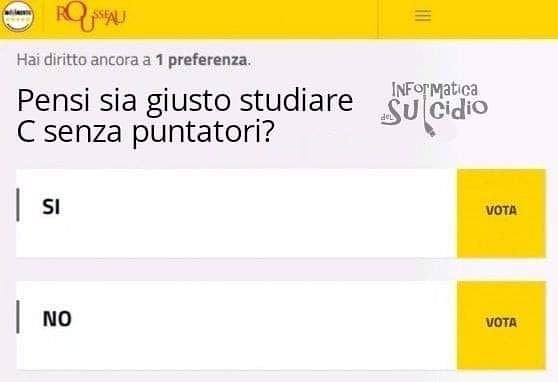 MOVIMENTO
ROUSSEAU
Hai diritto ancora a 1 preferenza.
Pensi sia giusto studiare
C senza puntatori?
INFORMATICA
DEL SUICIDIO
SI
VOTA
NO
VOTA